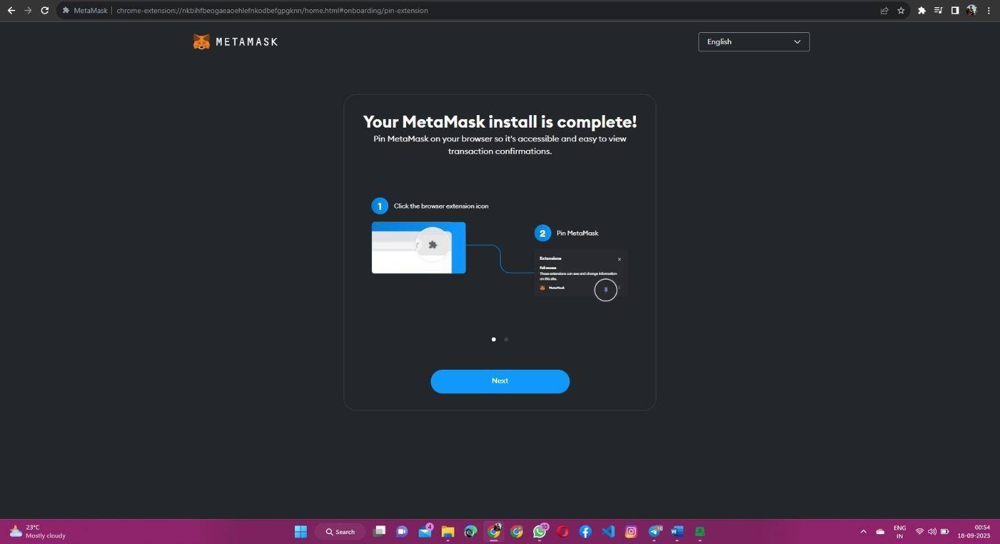 MetaMask
chrome-extension://nkbihfbeogaeaoehlefnkodbefgpgknn/home.html#onboarding/pin-extension
METAMASK
English
Your MetaMask install is complete!
Pin MetaMask on your browser so it's accessible and easy to view
transaction confirmations.
1 Click the browser extension icon
2 Pin MetaMask
Extensions
Full access
These extensions can see and change information
on this site.
MetaMask
Next
23°C
Mostly cloudy
Search
4
10
16
ENG
IN
00:54
18-09-2023